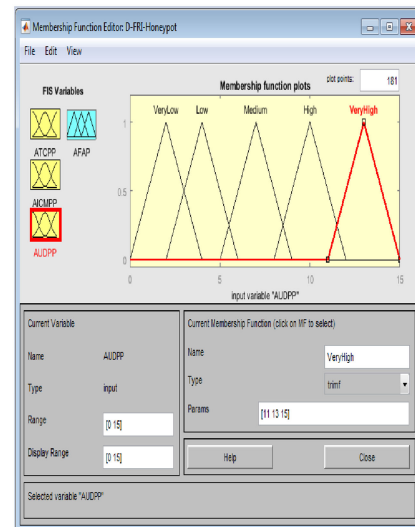 Membership Function Editor: D-FRI-Honeypot
File Edit View
FIS Variables
Membership function plots
plot points:
181
ATCPP
AFAP
AICMPP
AUDPP
VeryLow
Low
Medium
High
VeryHigh
1
0.5
0
0
5
10
15
input variable "AUDPP"
Current Variable
Name
AUDPP
Type
input
Range
[0 15]
Display Range
[0 15]
Current Membership Function (click on MF to select)
Name
VeryHigh
Type
trimf
Params
[11 13 15]
Help
Close
Selected variable "AUDPP"